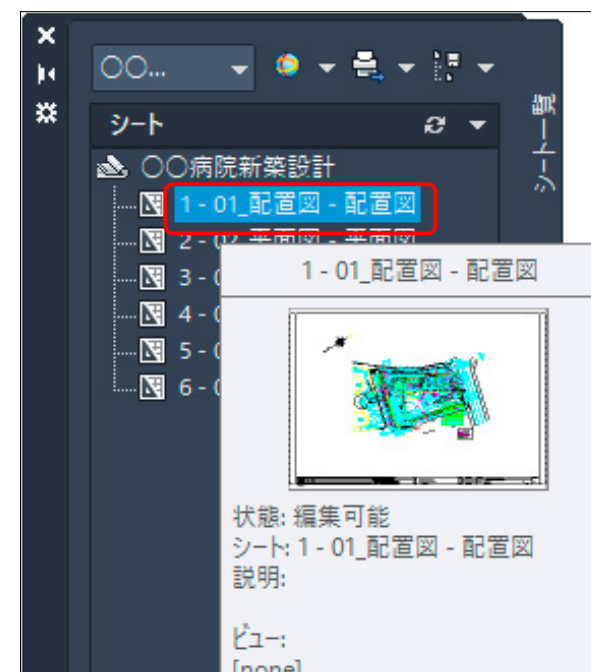 〇〇...
シート
シート一覧
〇〇病院新築設計
1 - 01_配置図 - 配置図
2 - 02_平面図 - 平面図
3 - 0
4 - 0
5 - 0
6 - 0
1 - 01_配置図 - 配置図
状態: 編集可能
シート: 1 - 01_配置図 - 配置図
説明:
ビュー:
[none]